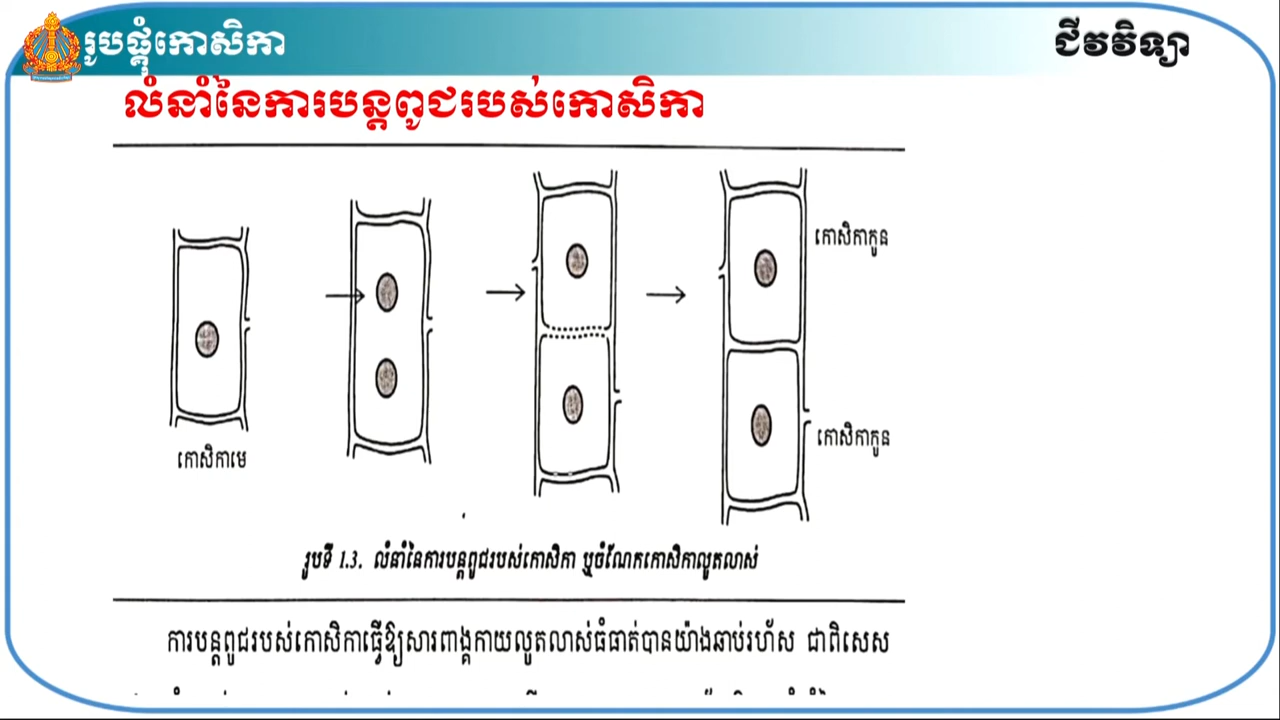 រូបផ្គុំកោសិកា
ជីវវិទ្យា
លំនាំនៃការបន្តពូជរបស់កោសិកា
កោសិកាកូន
កោសិកាកូន
កោសិកាមេ
រូបទី 1.3. លំនាំនៃការបន្តពូជរបស់កោសិកា ឬចំណែកកោសិកាលូតលាស់
ការបន្តពូជរបស់កោសិកាធ្វើឱ្យសារពាង្គកាយលូតលាស់ធំធាត់បានយ៉ាងឆាប់រហ័ស ជាពិសេស